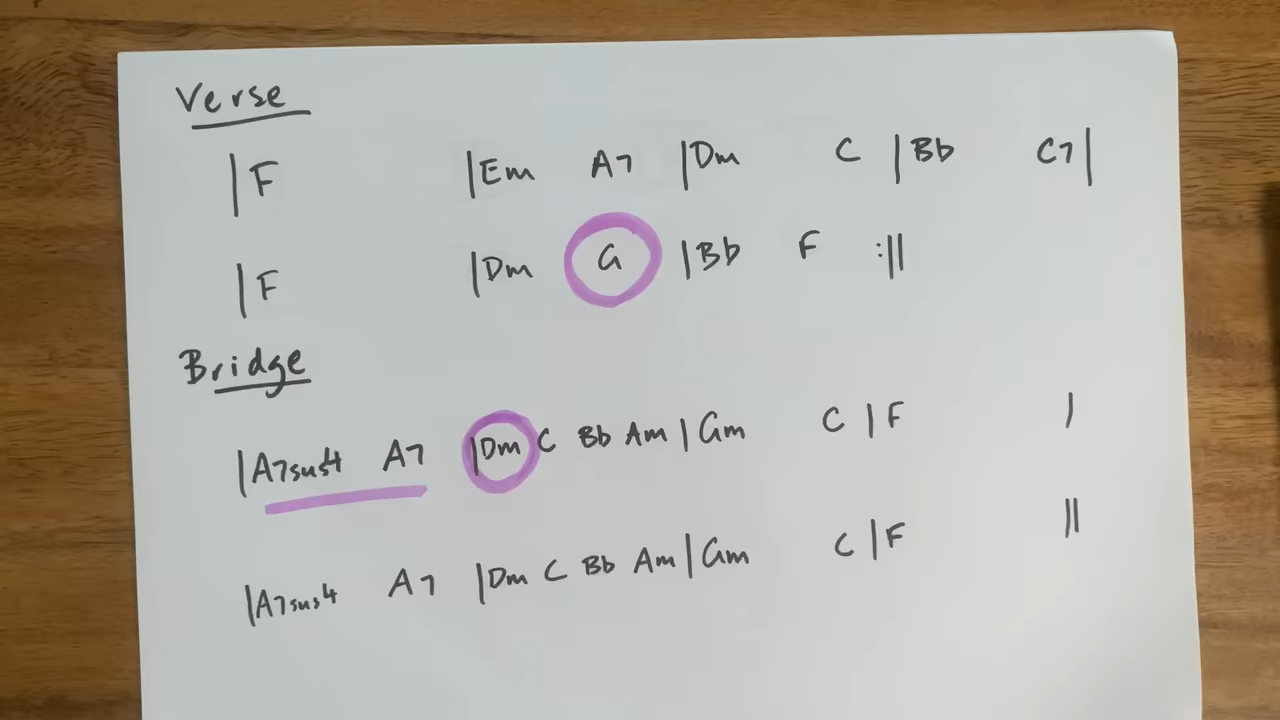 Verse
|F |Em A7 |Dm C |Bb C7|
|F |Dm G |Bb F :||
Bridge
|A7sus4 A7 |Dm C Bb Am |Gm C |F |
|A7sus4 A7 |Dm C Bb Am |Gm C |F ||